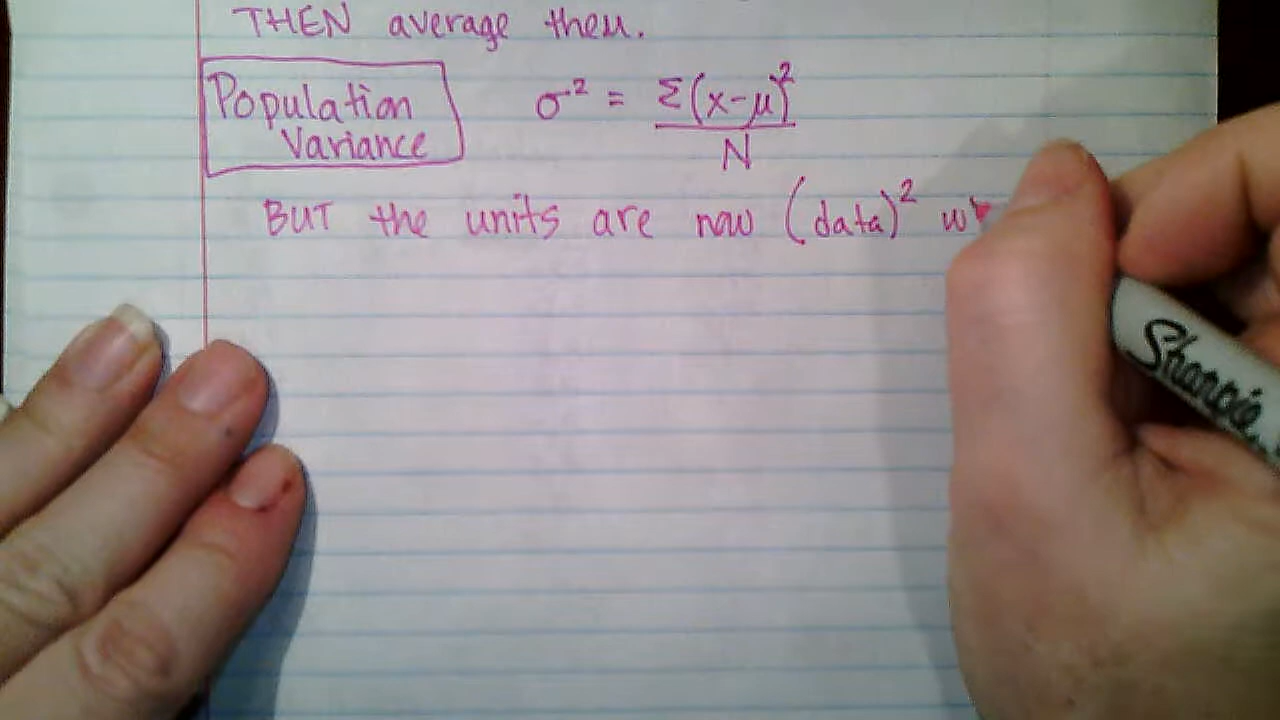 THEN average them.
Population Variance
σ² = Σ(x-μ)² / N
BUT the units are now (data)²
Sharpie